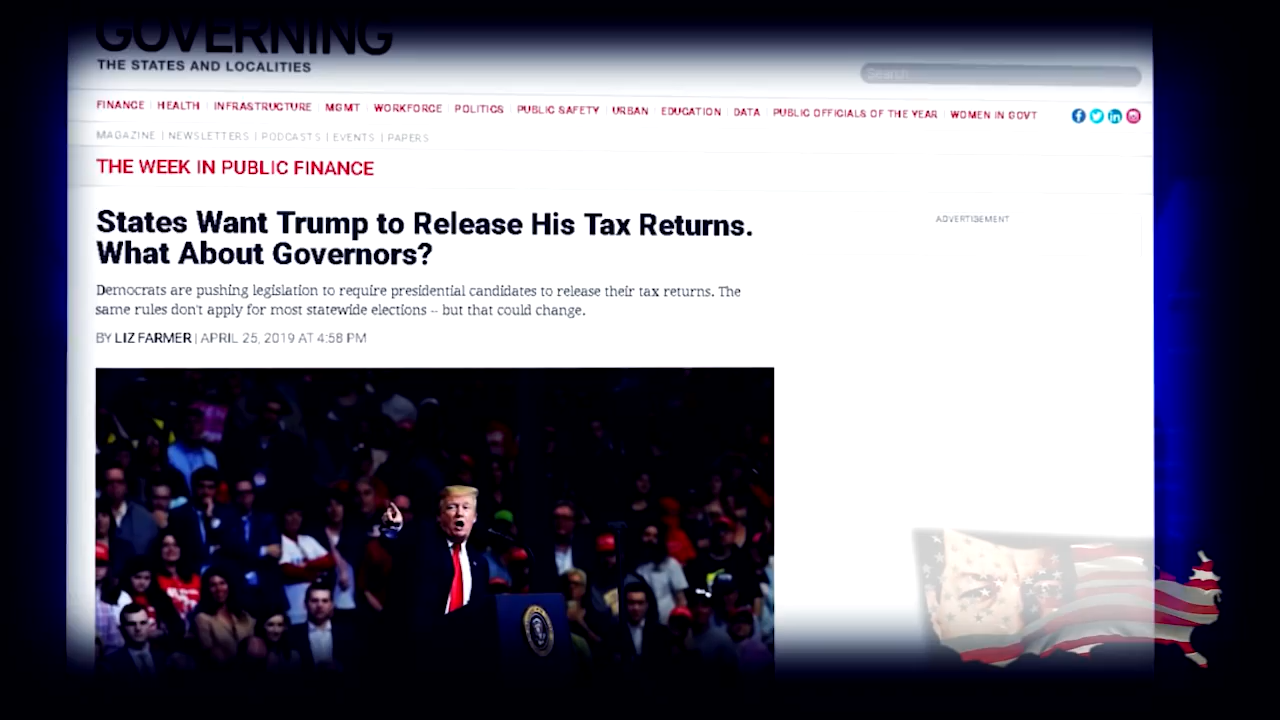 GOVERNING
THE STATES AND LOCALITIES
Search
FINANCE | HEALTH | INFRASTRUCTURE | MGMT | WORKFORCE | POLITICS | PUBLIC SAFETY | URBAN | EDUCATION | DATA | PUBLIC OFFICIALS OF THE YEAR | WOMEN IN GOVT
MAGAZINE | NEWSLETTERS | PODCASTS | EVENTS | PAPERS
THE WEEK IN PUBLIC FINANCE
States Want Trump to Release His Tax Returns.
What About Governors?
ADVERTISEMENT
Democrats are pushing legislation to require presidential candidates to release their tax returns. The
same rules don't apply for most statewide elections -- but that could change.
BY LIZ FARMER | APRIL 25, 2019 AT 4:58 PM